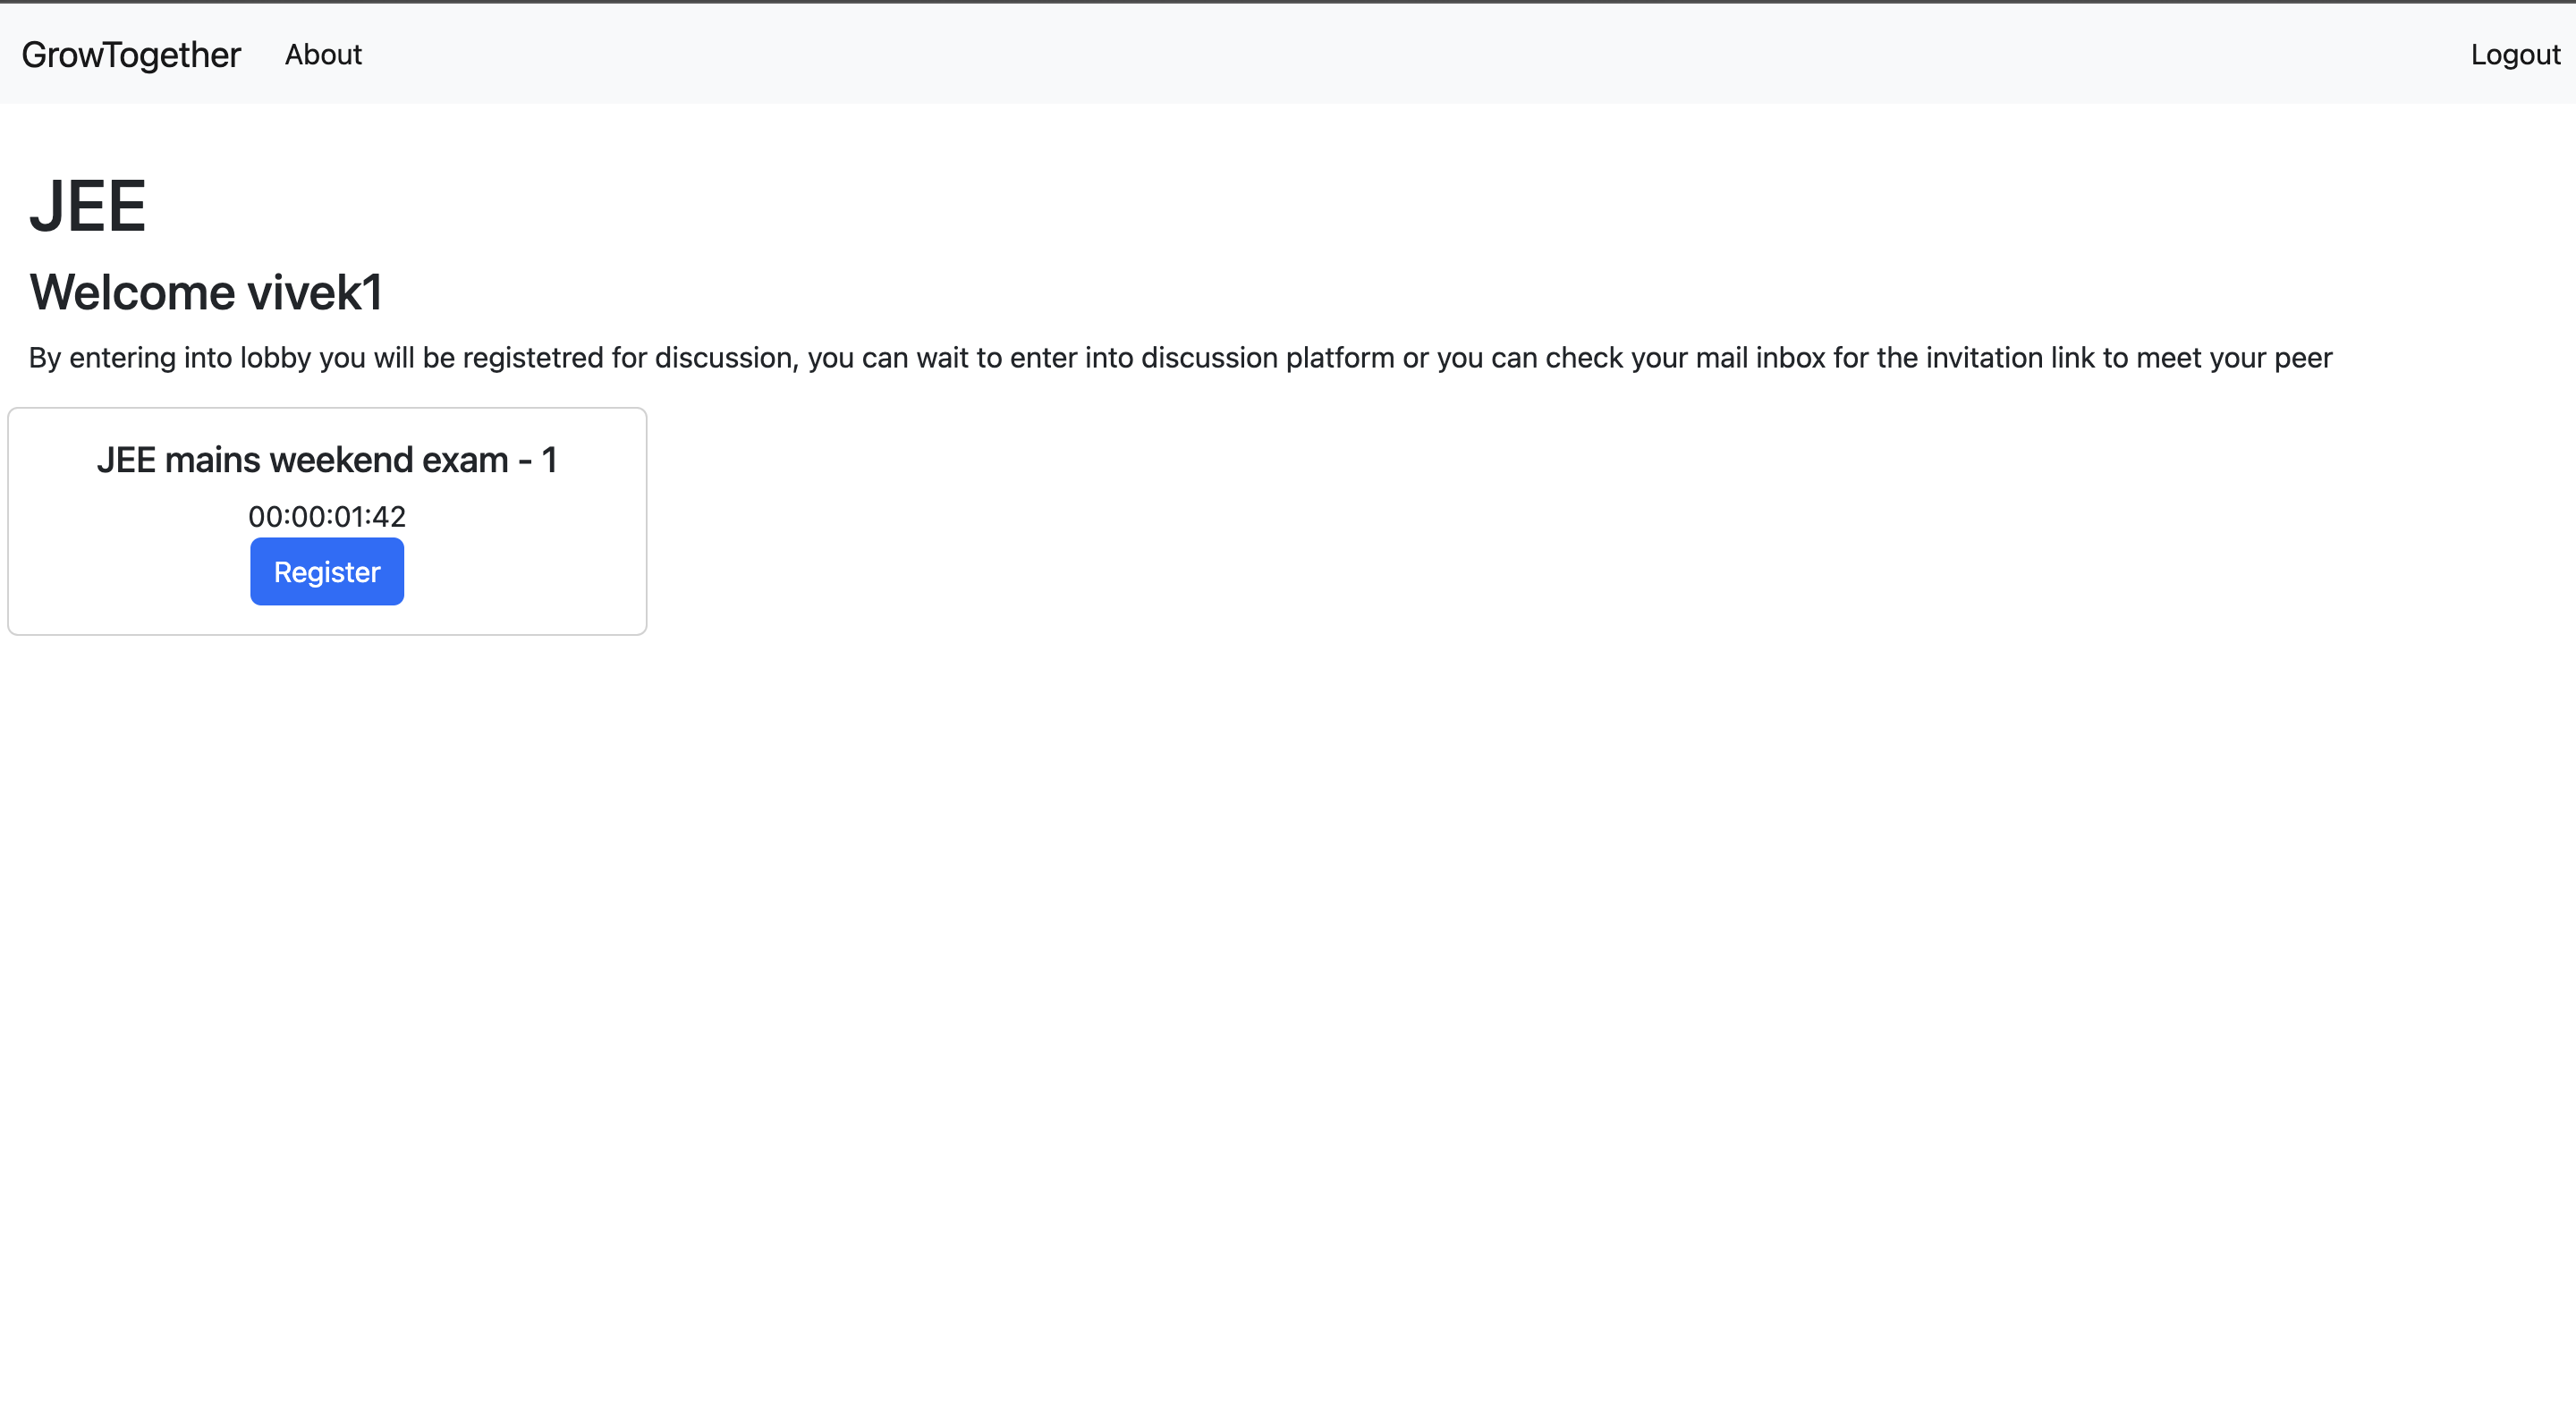 GrowTogether About Logout
JEE
Welcome vivek1
By entering into lobby you will be registetred for discussion, you can wait to enter into discussion platform or you can check your mail inbox for the invitation link to meet your peer
JEE mains weekend exam - 1
00:00:01:42
Register